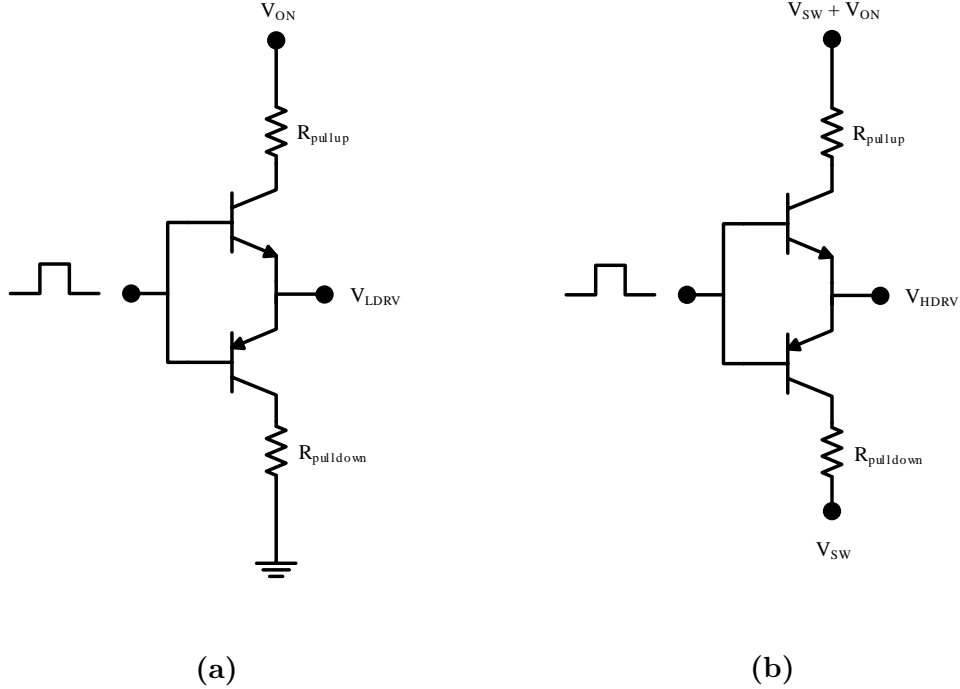 V_ON
R_pullup
V_LDRV
R_pulldown
(a)
V_SW + V_ON
R_pullup
V_HDRV
R_pulldown
V_SW
(b)